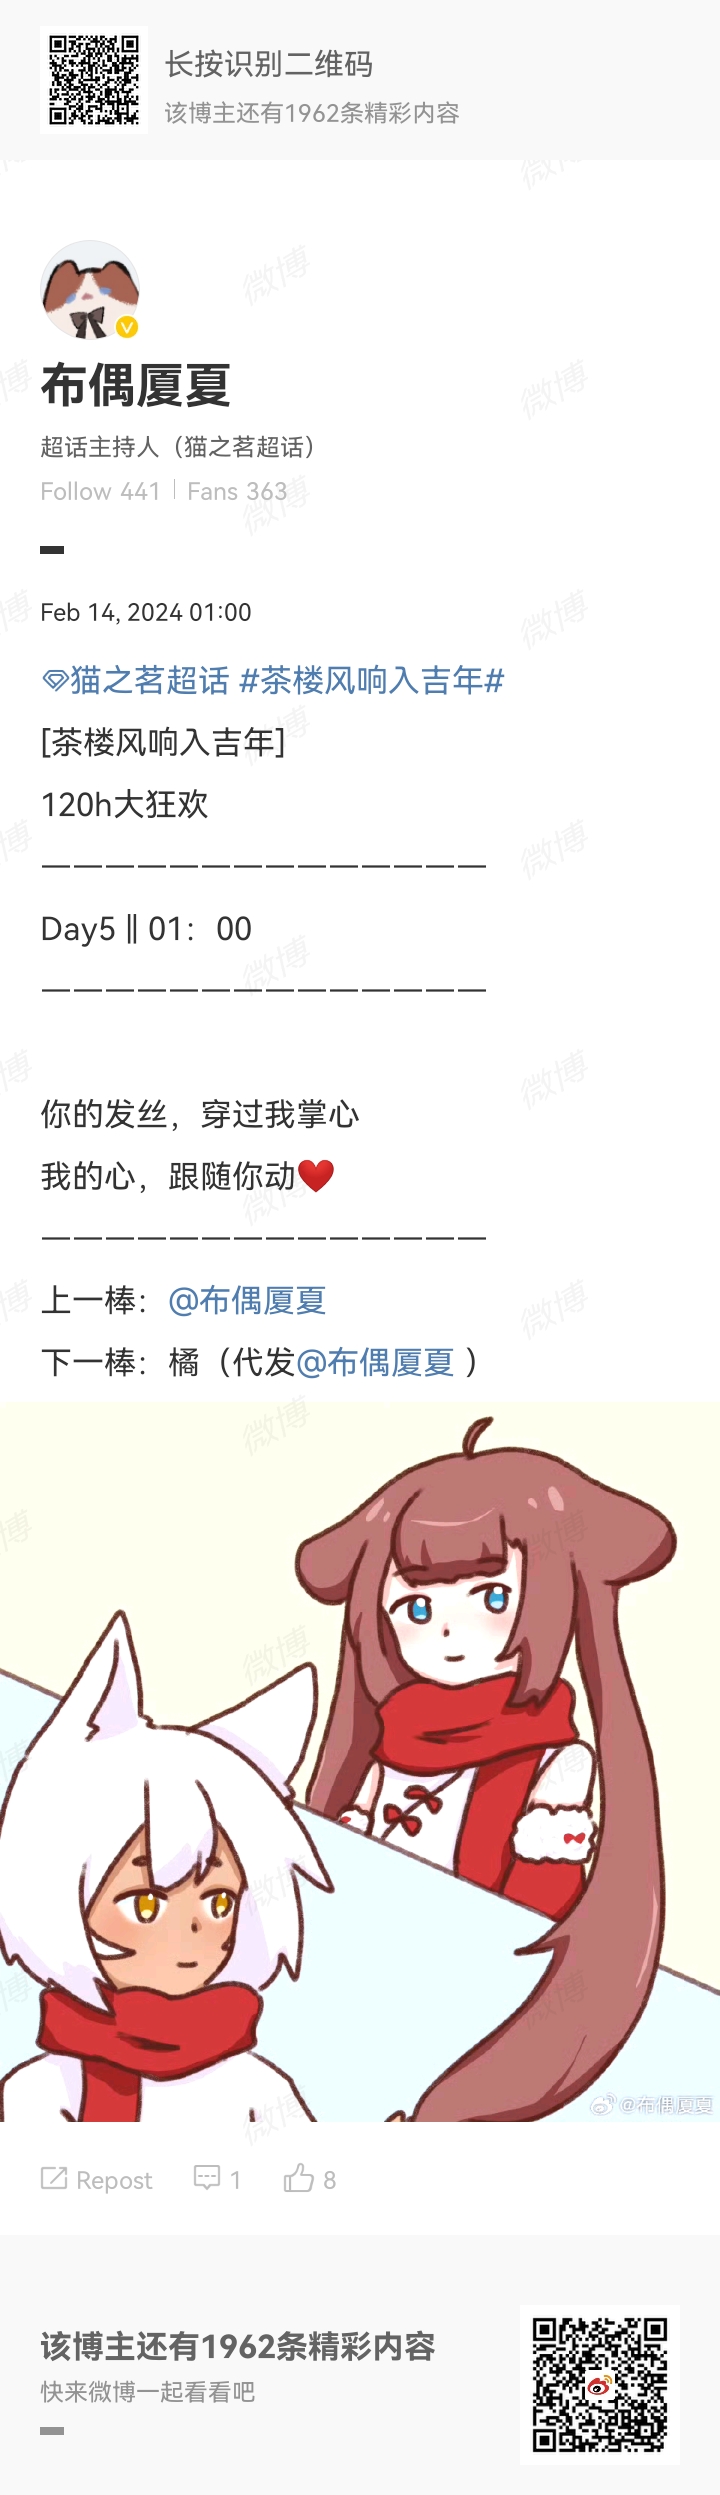 长按识别二维码
该博主还有1962条精彩内容
布偶厦夏
超话主持人（猫之茗超话）
Follow 441 | Fans 363
Feb 14, 2024 01:00
猫之茗超话 #茶楼风响入吉年#
[茶楼风响入吉年]
120h大狂欢
——————————————
Day5 || 01：00
——————————————
你的发丝，穿过我掌心
我的心，跟随你动❤️
——————————————
上一棒：@布偶厦夏
下一棒：橘（代发@布偶厦夏 ）
@布偶厦夏
Repost 1 8
该博主还有1962条精彩内容
快来微博一起看看吧
微博